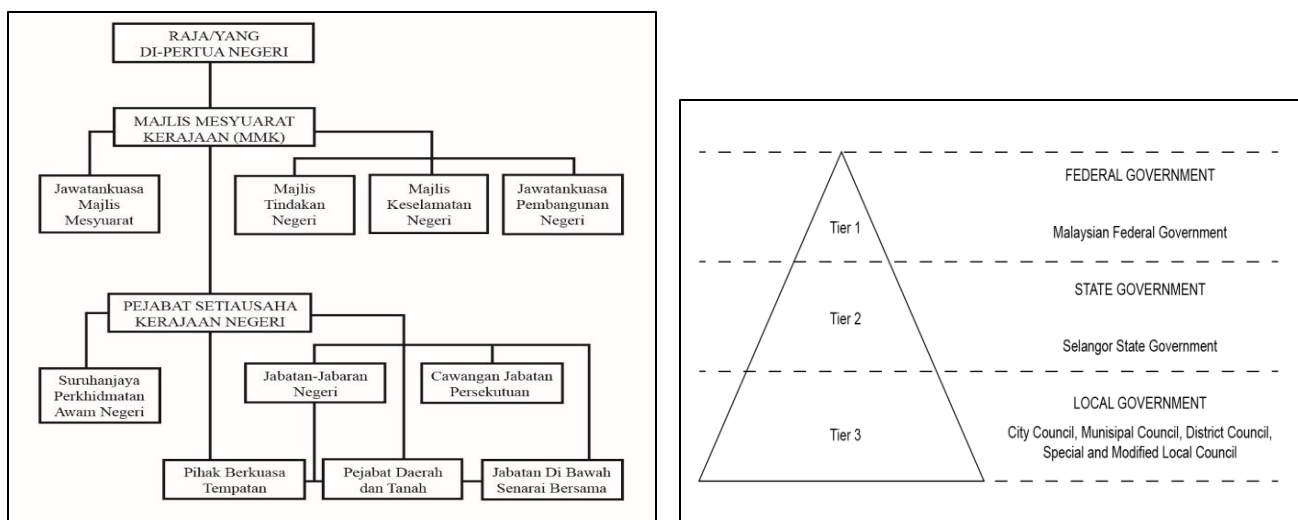 RAJA/YANG
DI-PERTUA NEGERI
MAJLIS MESYUARAT
KERAJAAN (MMK)
Jawatankuasa
Majlis
Mesyuarat
Majlis
Tindakan
Negeri
Majlis
Keselamatan
Negeri
Jawatankuasa
Pembangunan
Negeri
PEJABAT SETIAUSAHA
KERAJAAN NEGERI
Suruhanjaya
Perkhidmatan
Awam Negeri
Jabatan-Jabaran
Negeri
Cawangan Jabatan
Persekutuan
Pihak Berkuasa
Tempatan
Pejabat Daerah
dan Tanah
Jabatan Di Bawah
Senarai Bersama
FEDERAL GOVERNMENT
Tier 1
Malaysian Federal Government
STATE GOVERNMENT
Tier 2
Selangor State Government
LOCAL GOVERNMENT
Tier 3
City Council, Munisipal Council, District Council,
Special and Modified Local Council